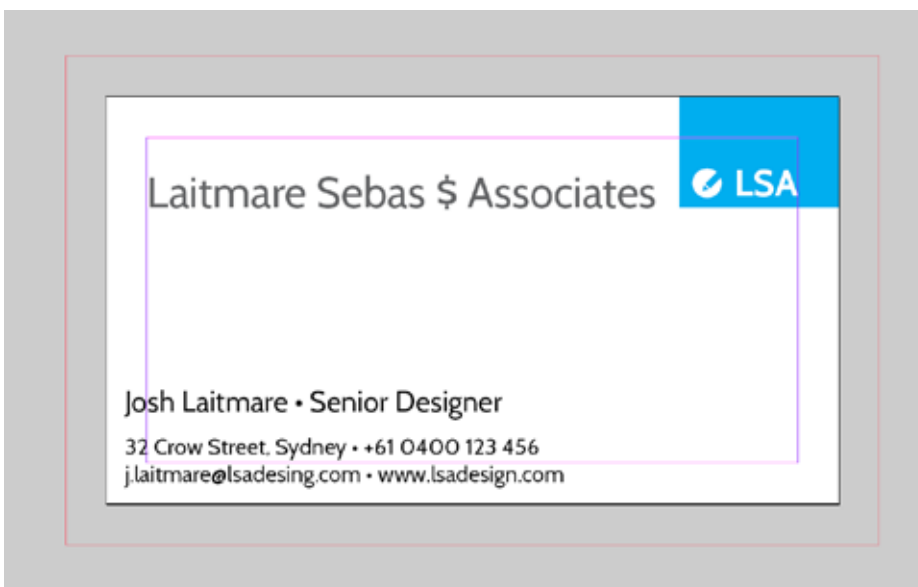 Laitmare Sebas $ Associates
LSA
Josh Laitmare • Senior Designer
32 Crow Street, Sydney • +61 0400 123 456
j.laitmare@lsadesing.com • www.lsadesign.com